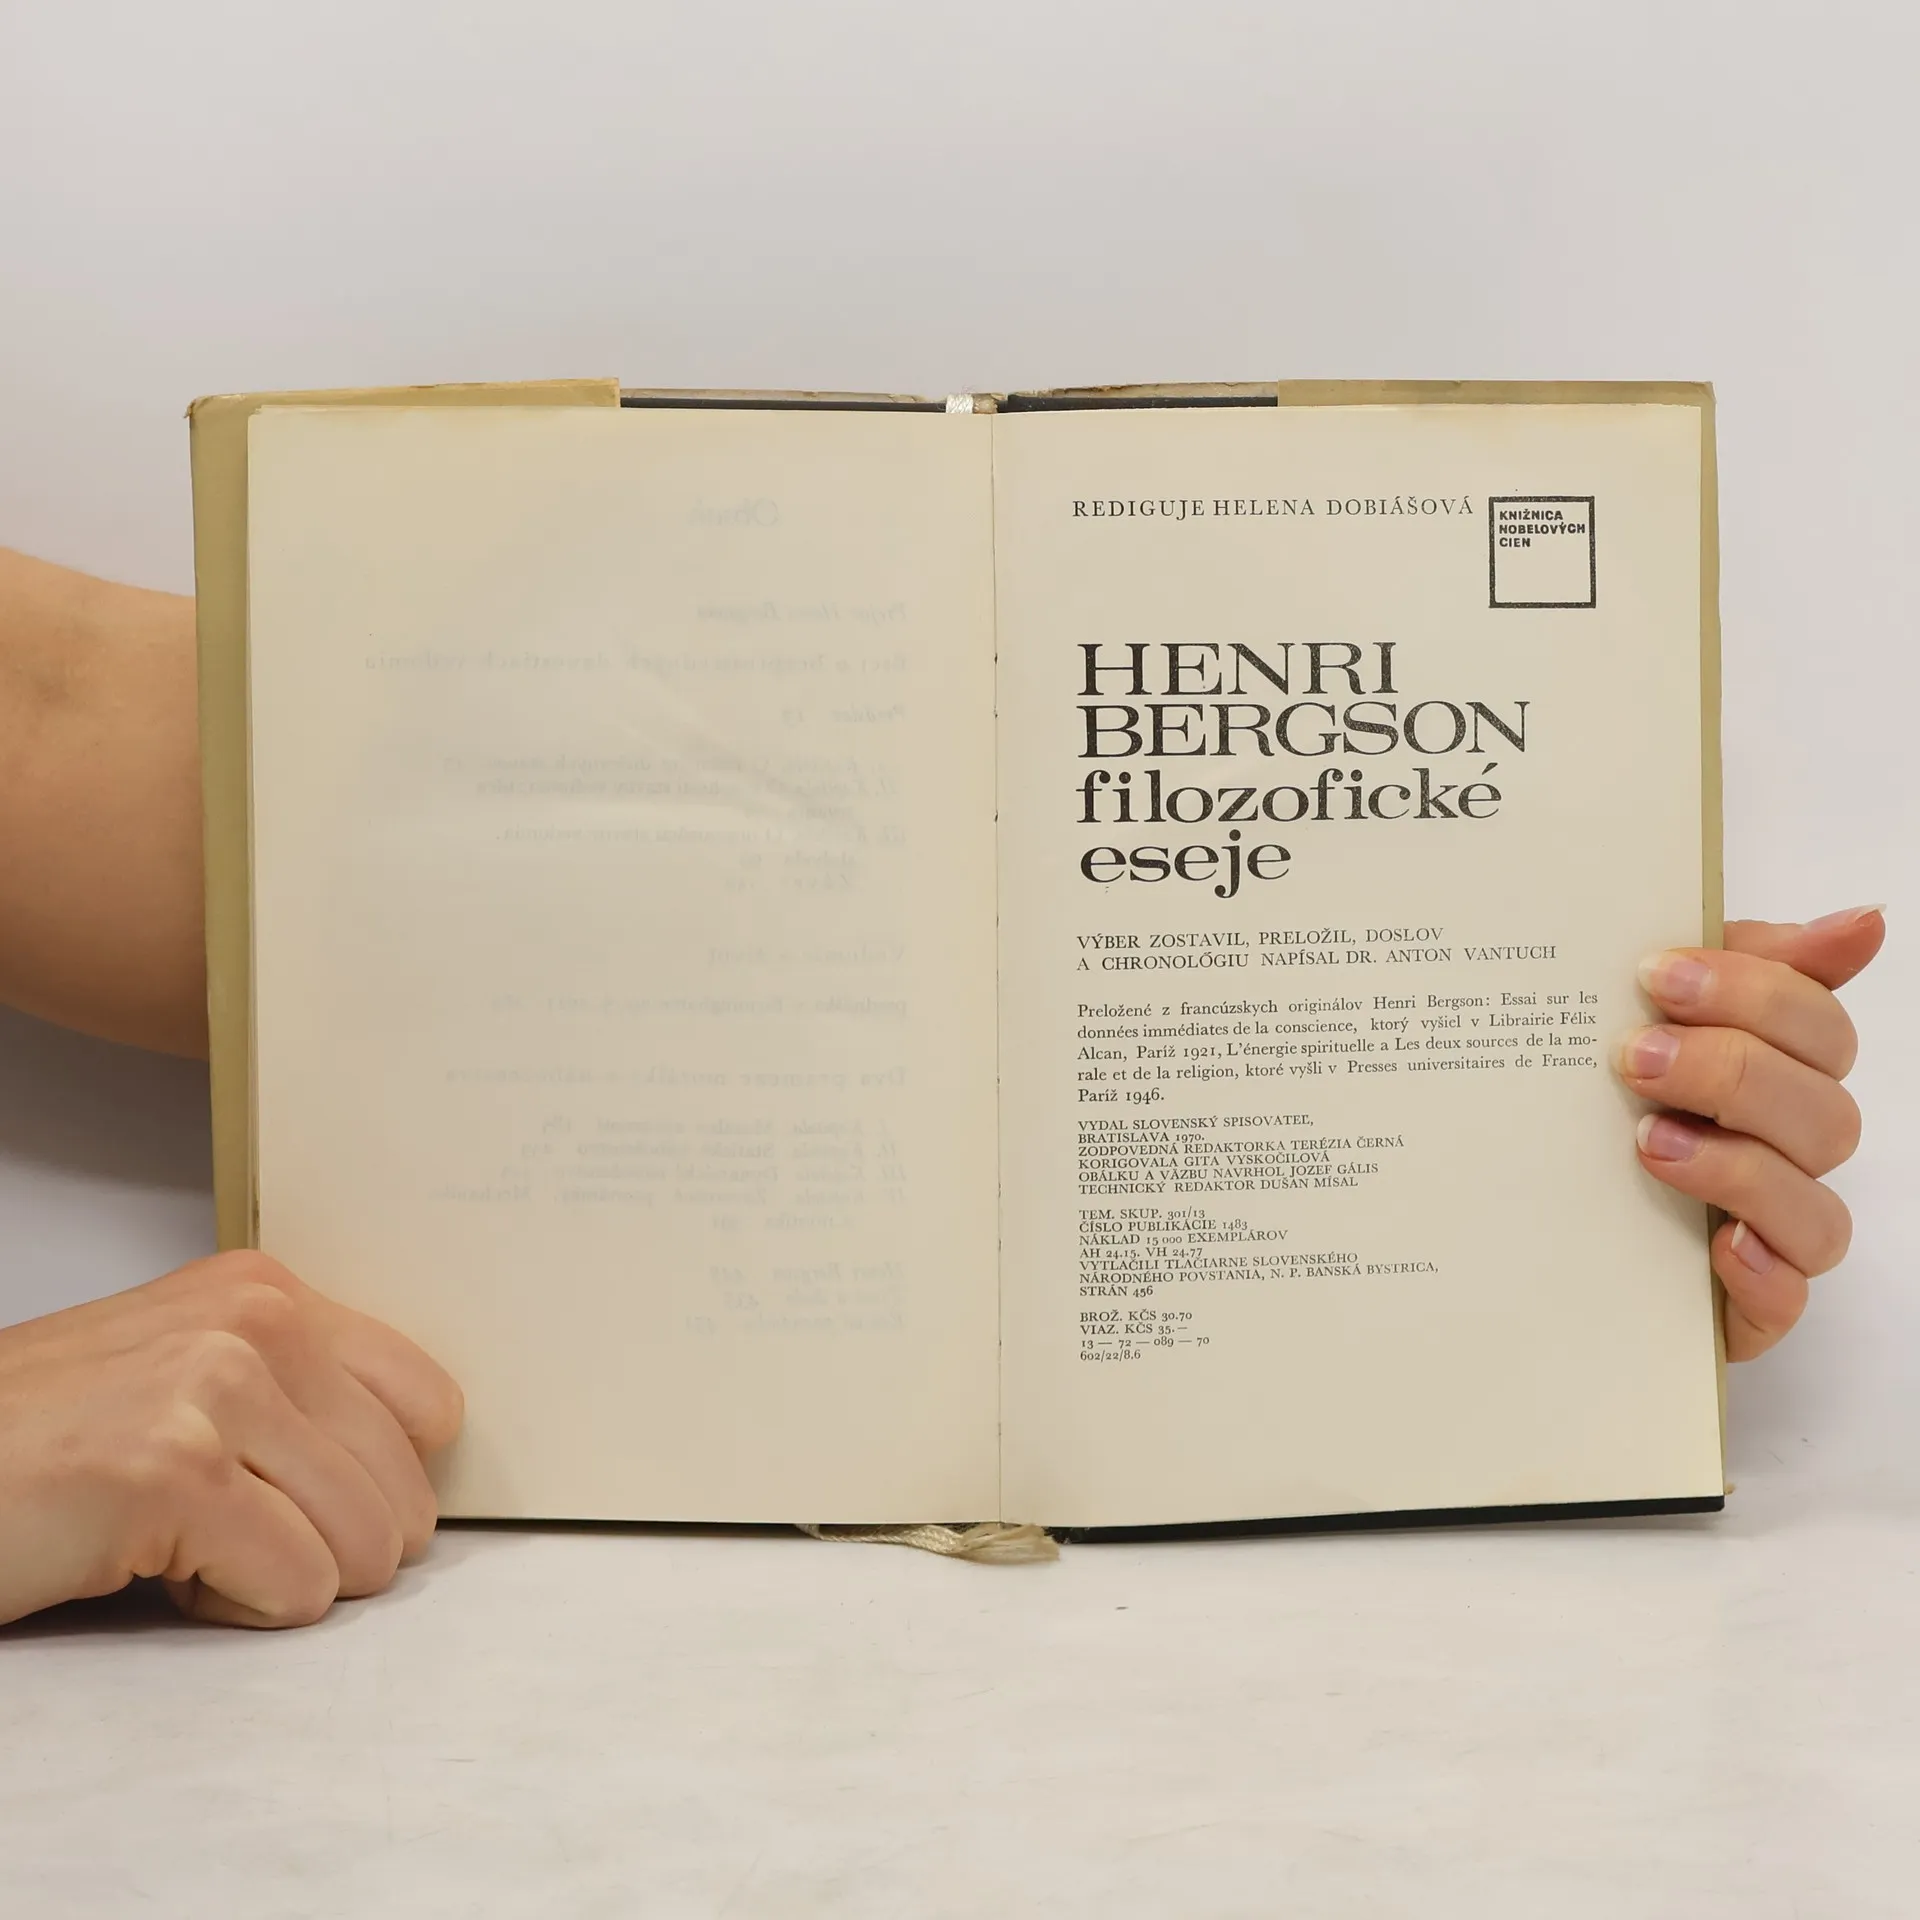 REDIGUJE HELENA DOBIÁŠOVÁ
KNIŽNICA
NOBELOVÝCH
CIEN
HENRI
BERGSON
filozofické
eseje
VÝBER ZOSTAVIL, PRELOŽIL, DOSLOV
A CHRONOLŐGIU NAPÍSAL DR. ANTON VANTUCH
Preložené z francúzskych originálov Henri Bergson: Essai sur les
données immédiates de la conscience, ktorý vyšiel v Librairie Félix
Alcan, Paríž 1921, L'énergie spirituelle a Les deux sources de la mo-
rale et de la religion, ktoré vyšli v Presses universitaires de France,
Paríž 1946.
VYDAL SLOVENSKÝ SPISOVATEĽ,
BRATISLAVA 1970.
ZODPOVEDNÁ REDAKTORKA TERÉZIA ČERNÁ
KORIGOVALA GITA VYSKOČILOVÁ
OBÁLKU A VÄZBU NAVRHOL JOZEF GÁLIS
TECHNICKÝ REDAKTOR DUŠAN MÍSAL
TEM. SKUP. 301/13
ČÍSLO PUBLIKÁCIE 1483
NÁKLAD 15 000 EXEMPLÁROV
AH 24.15. VH 24.77
VYTLAČILI TLAČIARNE SLOVENSKÉHO
NÁRODNÉHO POVSTANIA, N. P. BANSKÁ BYSTRICA,
STRÁN 456
BROŽ. KČS 30.70
VIAZ. KČS 35.—
13 — 72 — 089 — 70
602/22/8.6